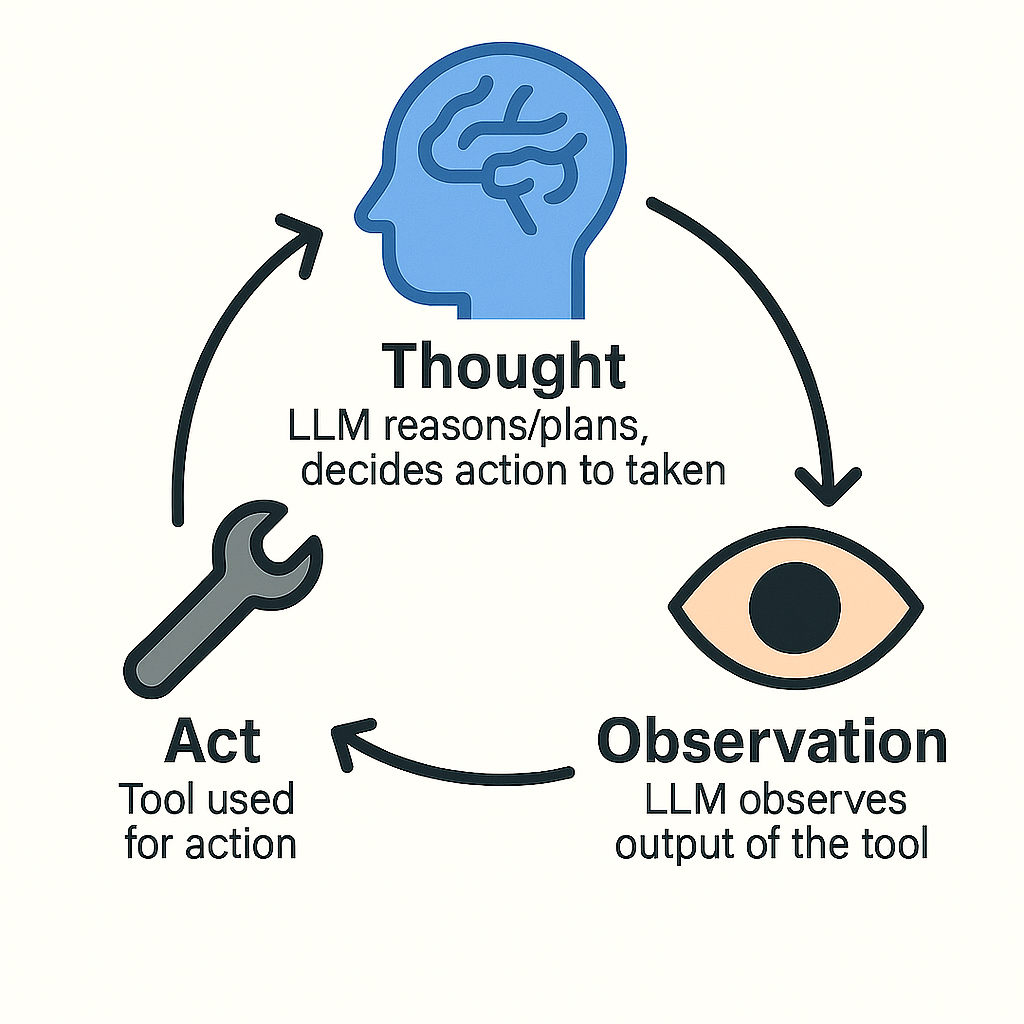 Thought
LLM reasons/plans,
decides action to taken
Act
Tool used
for action
Observation
LLM observes
output of the tool